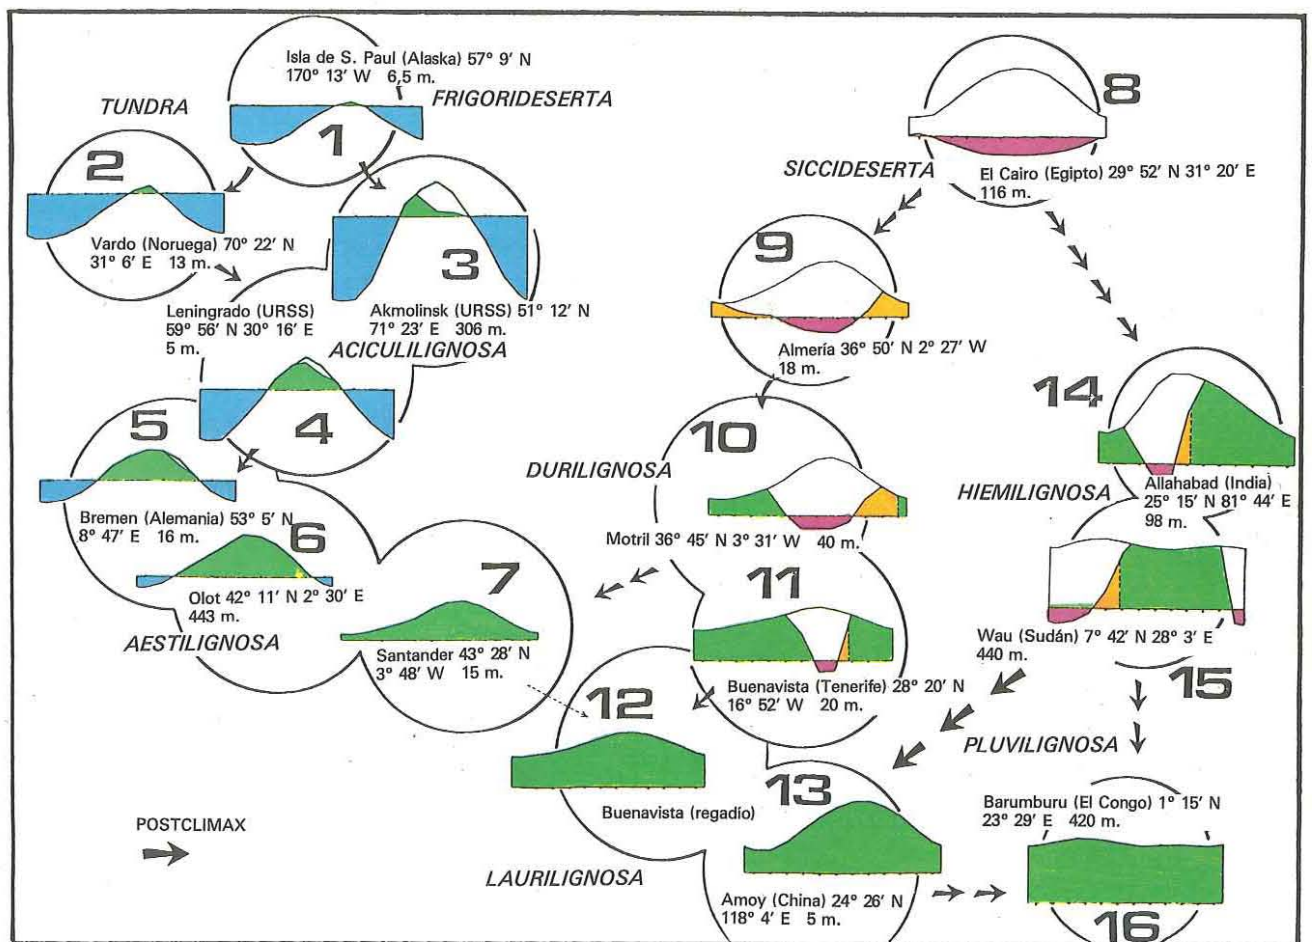 Isla de S. Paul (Alaska) 57° 9′ N
170° 13′ W 6,5 m.
TUNDRA
FRIGORIDESERTA
1
2
Vardo (Noruega) 70° 22′ N
31° 6′ E 13 m.
3
Akmolinsk (URSS) 51° 12′ N
71° 23′ E 306 m.
Leningrado (URSS)
59° 56′ N 30° 16′ E
5 m.
ACICULILIGNOSA
4
5
Bremen (Alemania) 53° 5′ N
8° 47′ E 16 m.
6
Olot 42° 11′ N 2° 30′ E
443 m.
AESTILIGNOSA
7
Santander 43° 28′ N
3° 48′ W 15 m.
8
SICCIDESERTA
El Cairo (Egipto) 29° 52′ N 31° 20′ E
116 m.
9
Almería 36° 50′ N 2° 27′ W
18 m.
10
DURILIGNOSA
Motril 36° 45′ N 3° 31′ W 40 m.
11
Buenavista (Tenerife) 28° 20′ N
16° 52′ W 20 m.
12
Buenavista (regadío)
13
LAURILIGNOSA
Amoy (China) 24° 26′ N
118° 4′ E 5 m.
14
HIEMILIGNOSA
Allahabad (India)
25° 15′ N 81° 44′ E
98 m.
Wau (Sudán) 7° 42′ N 28° 3′ E
440 m.
15
PLUVILIGNOSA
Barumburu (El Congo) 1° 15′ N
23° 29′ E 420 m.
16
POSTCLIMAX